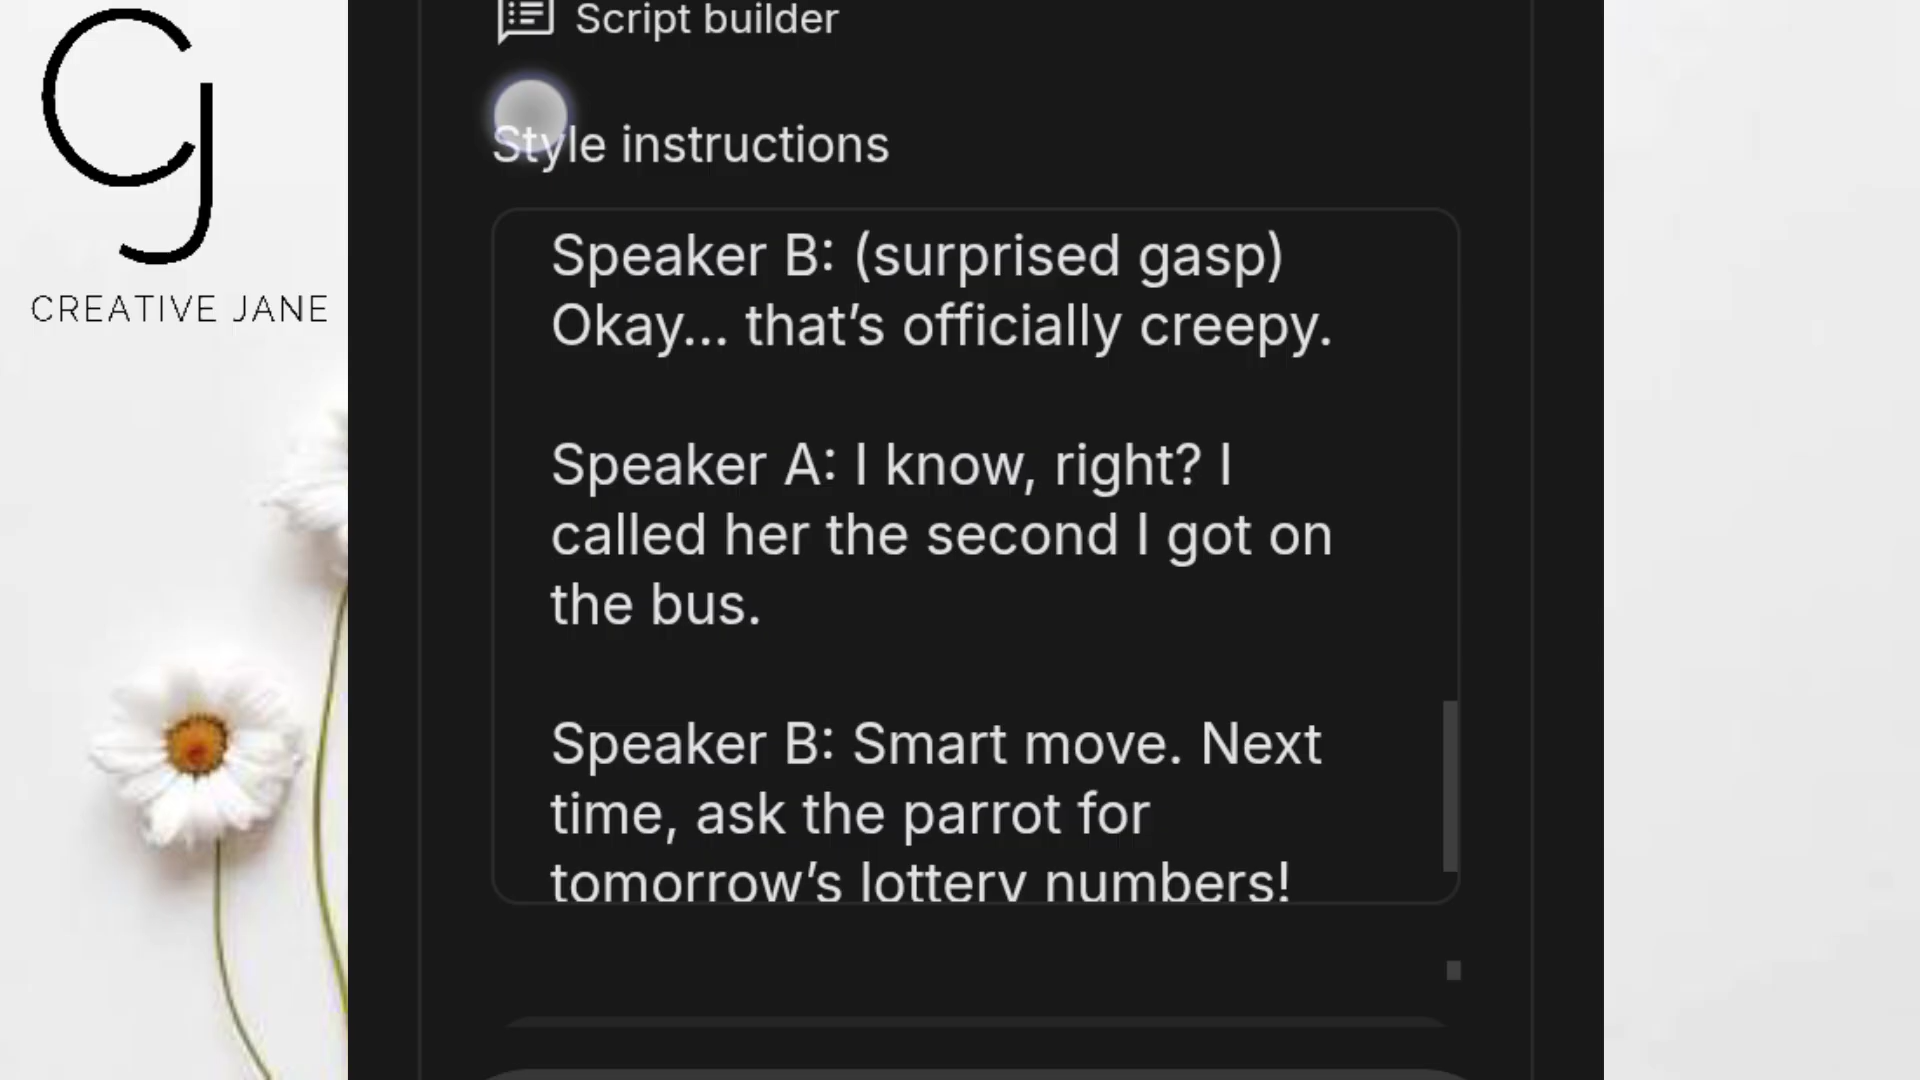 Script builder
Style instructions
Speaker B: (surprised gasp)
Okay... that’s officially creepy.
Speaker A: I know, right? I
called her the second I got on
the bus.
Speaker B: Smart move. Next
time, ask the parrot for
tomorrow’s lottery numbers!
CREATIVE JANE